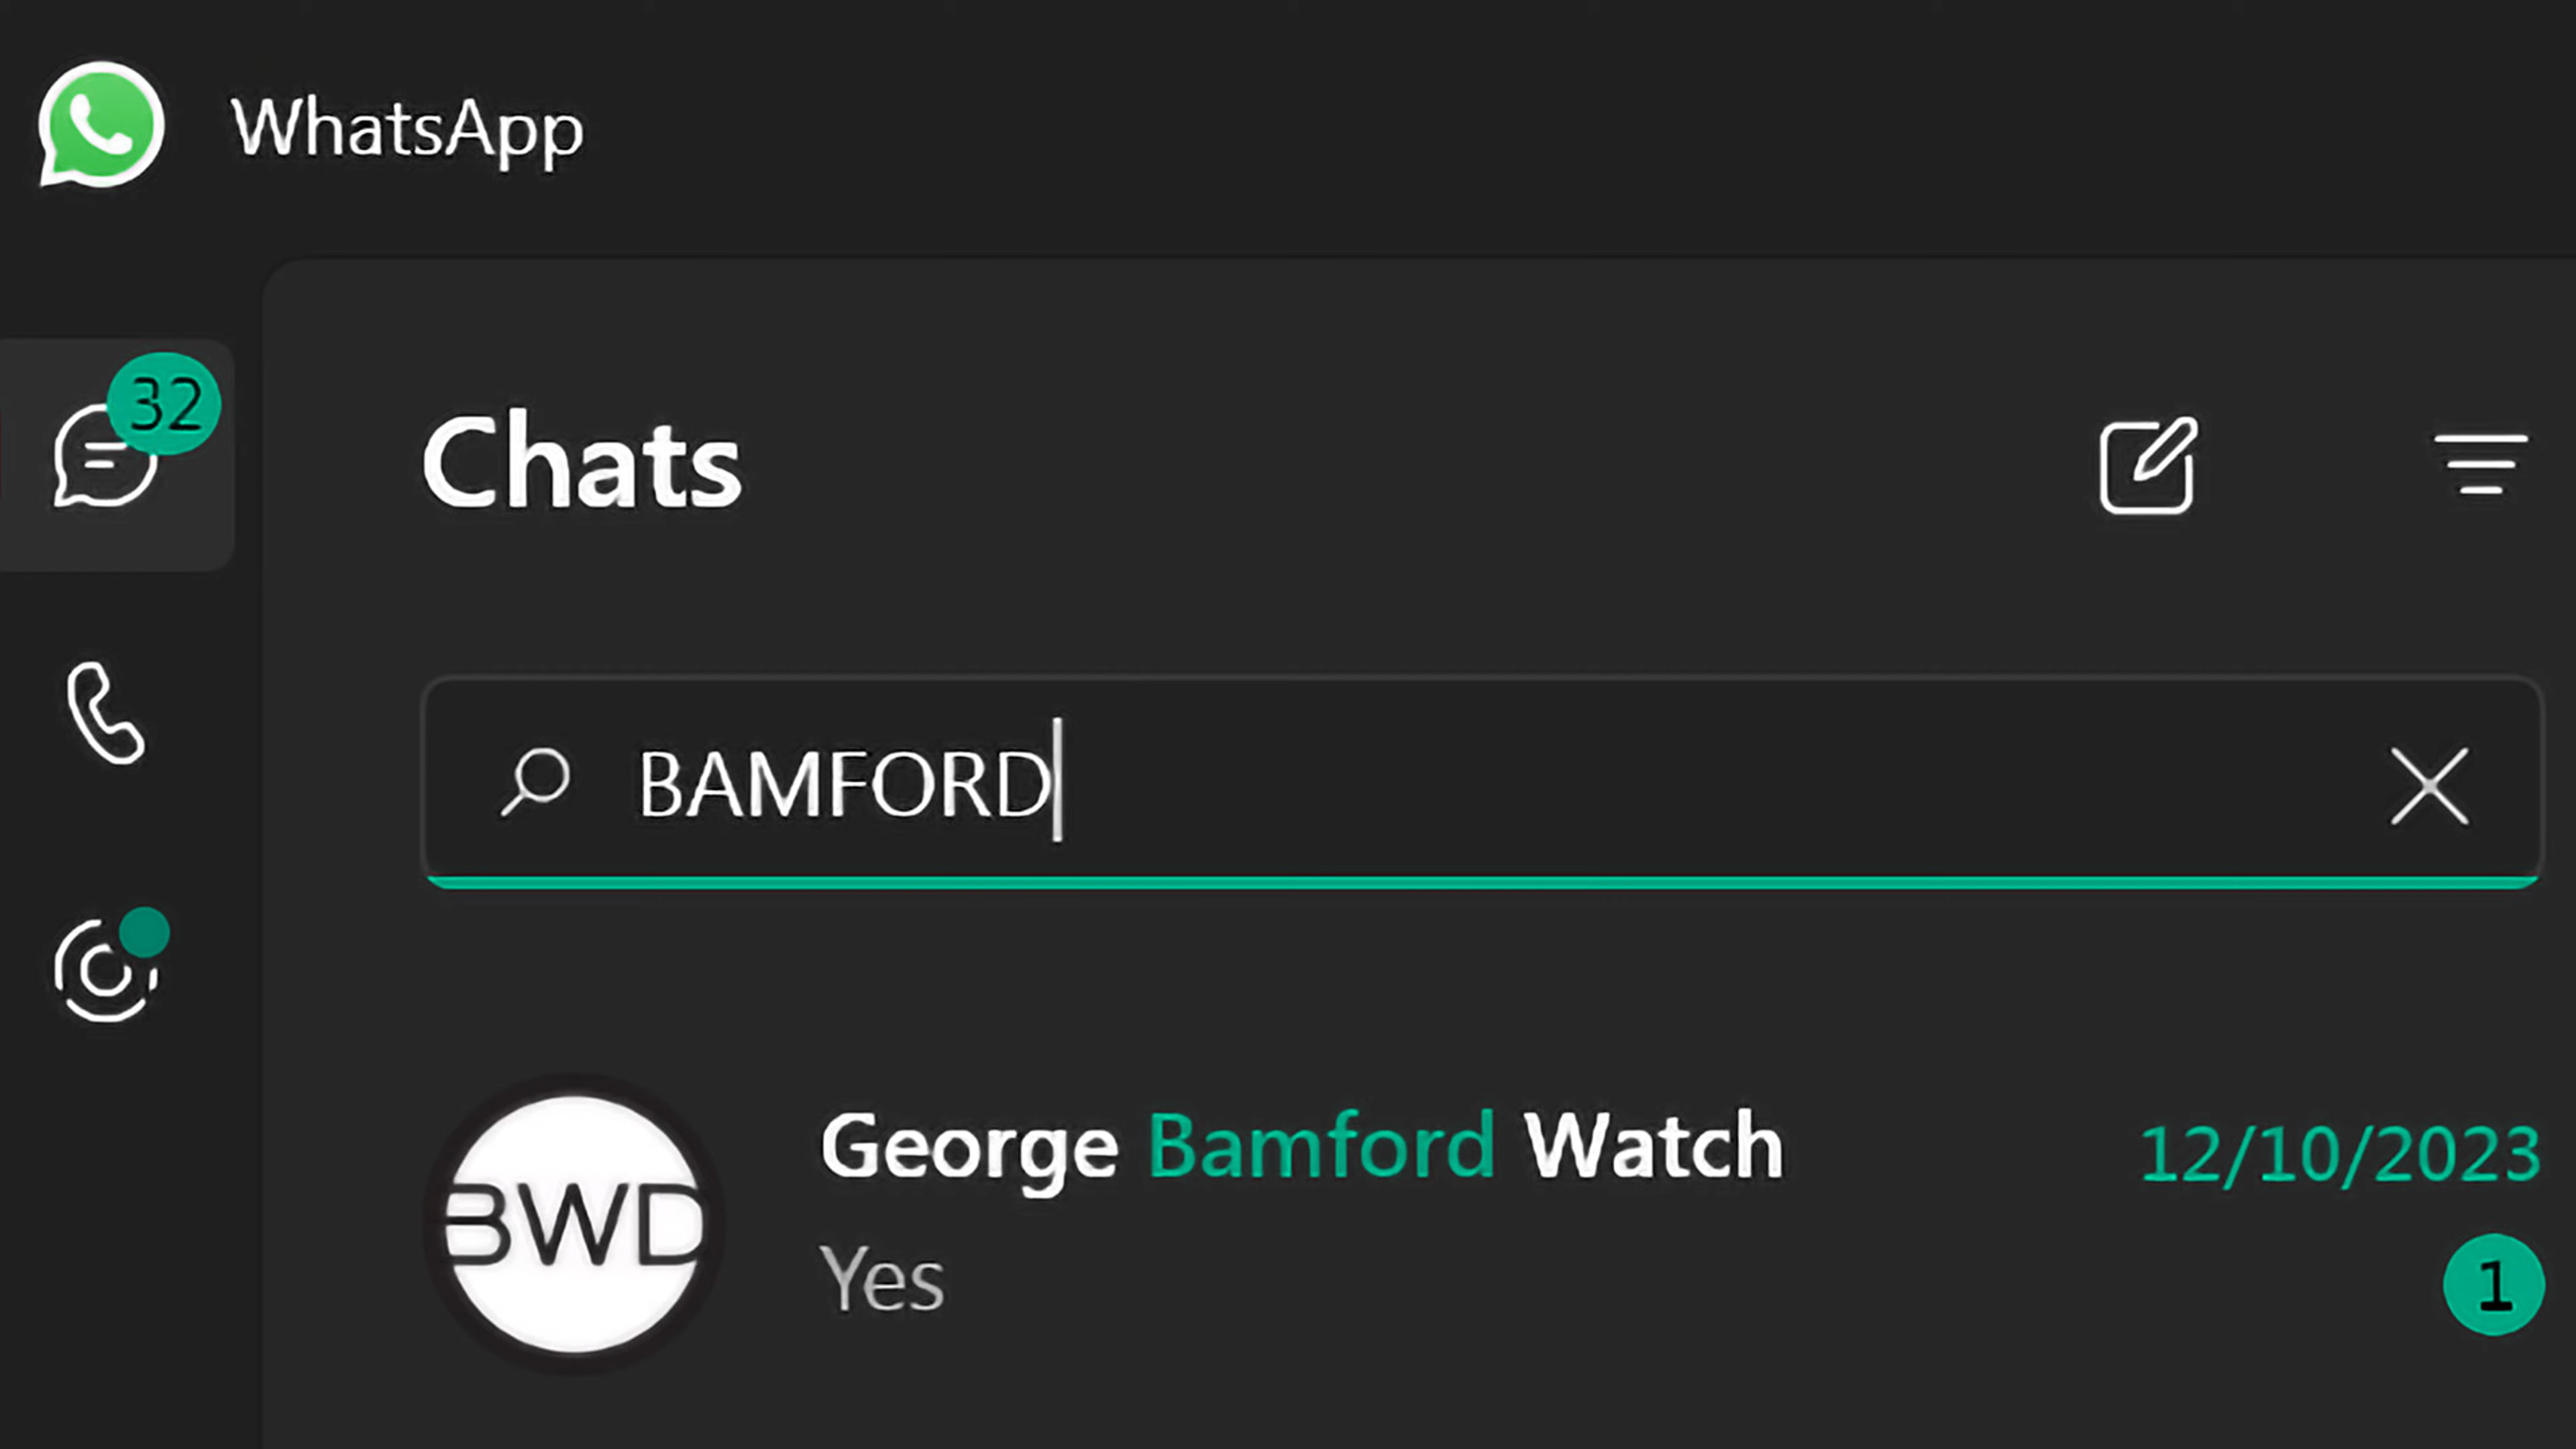 WhatsApp
32
Chats
BAMFORD
George Bamford Watch
12/10/2023
BWD
Yes
1